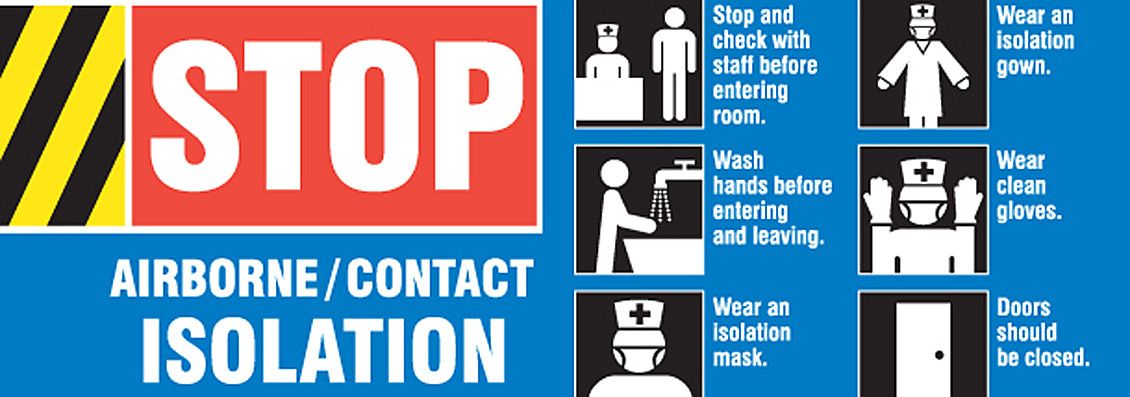 STOP
AIRBORNE/CONTACT
ISOLATION
Stop and
check with
staff before
entering
room.
Wash
hands before
entering
and leaving.
Wear an
isolation
mask.
Wear an
isolation
gown.
Wear
clean
gloves.
Doors
should
be closed.